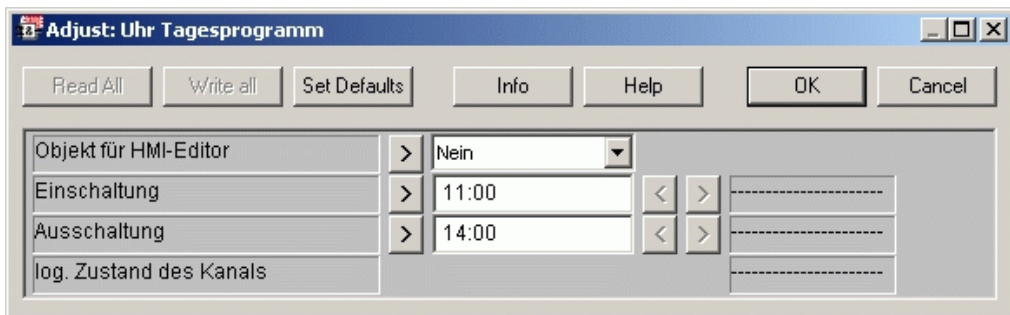 Adjust: Uhr Tagesprogramm
Read All Write all Set Defaults Info Help OK Cancel
Objekt für HMI-Editor > Nein
Einschaltung > 11:00 < > --------------------
Ausschaltung > 14:00 < > --------------------
log. Zustand des Kanals --------------------